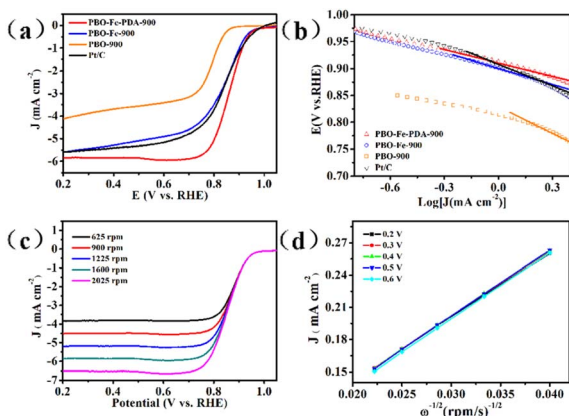 (a)
PBO-Fe-PDA-900
PBO-Fe-900
PBO-900
Pt/C
J (mA cm⁻²)
1
0
-1
-2
-3
-4
-5
-6
0.2 0.4 0.6 0.8 1.0
E (V vs. RHE)
(b)
E(V vs.RHE)
1.00
0.95
0.90
0.85
0.80
0.75
0.70
PBO-Fe-PDA-900
PBO-Fe-900
PBO-900
Pt/C
-0.6 -0.3 0.0 0.3
Log[J(mA cm⁻²)]
(c)
625 rpm
900 rpm
1225 rpm
1600 rpm
2025 rpm
J ( mA cm⁻²)
1
0
-1
-2
-3
-4
-5
-6
-7
0.2 0.4 0.6 0.8 1.0
Potential (V vs. RHE)
(d)
0.2 V
0.3 V
0.4 V
0.5 V
0.6 V
J ( mA cm⁻²)
0.27
0.24
0.21
0.18
0.15
0.020 0.025 0.030 0.035 0.040
φ⁻¹/²(rpm/s)⁻¹/²